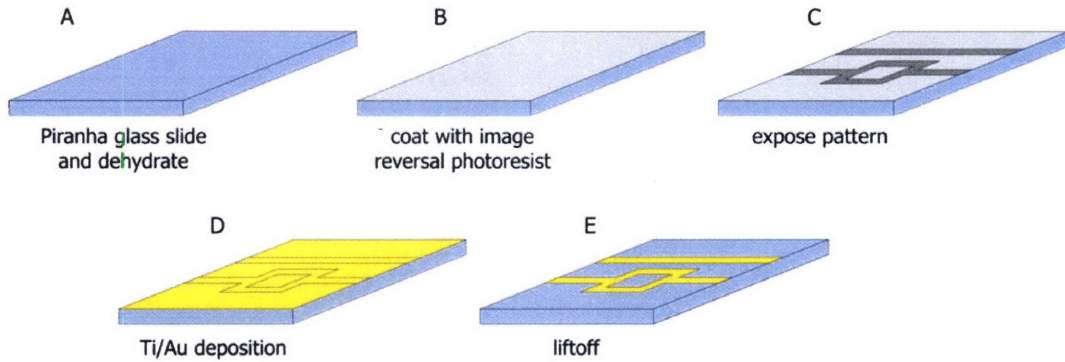 A
B
C
Piranha glass slide
and dehydrate
coat with image
reversal photoresist
expose pattern
D
E
Ti/Au deposition
liftoff